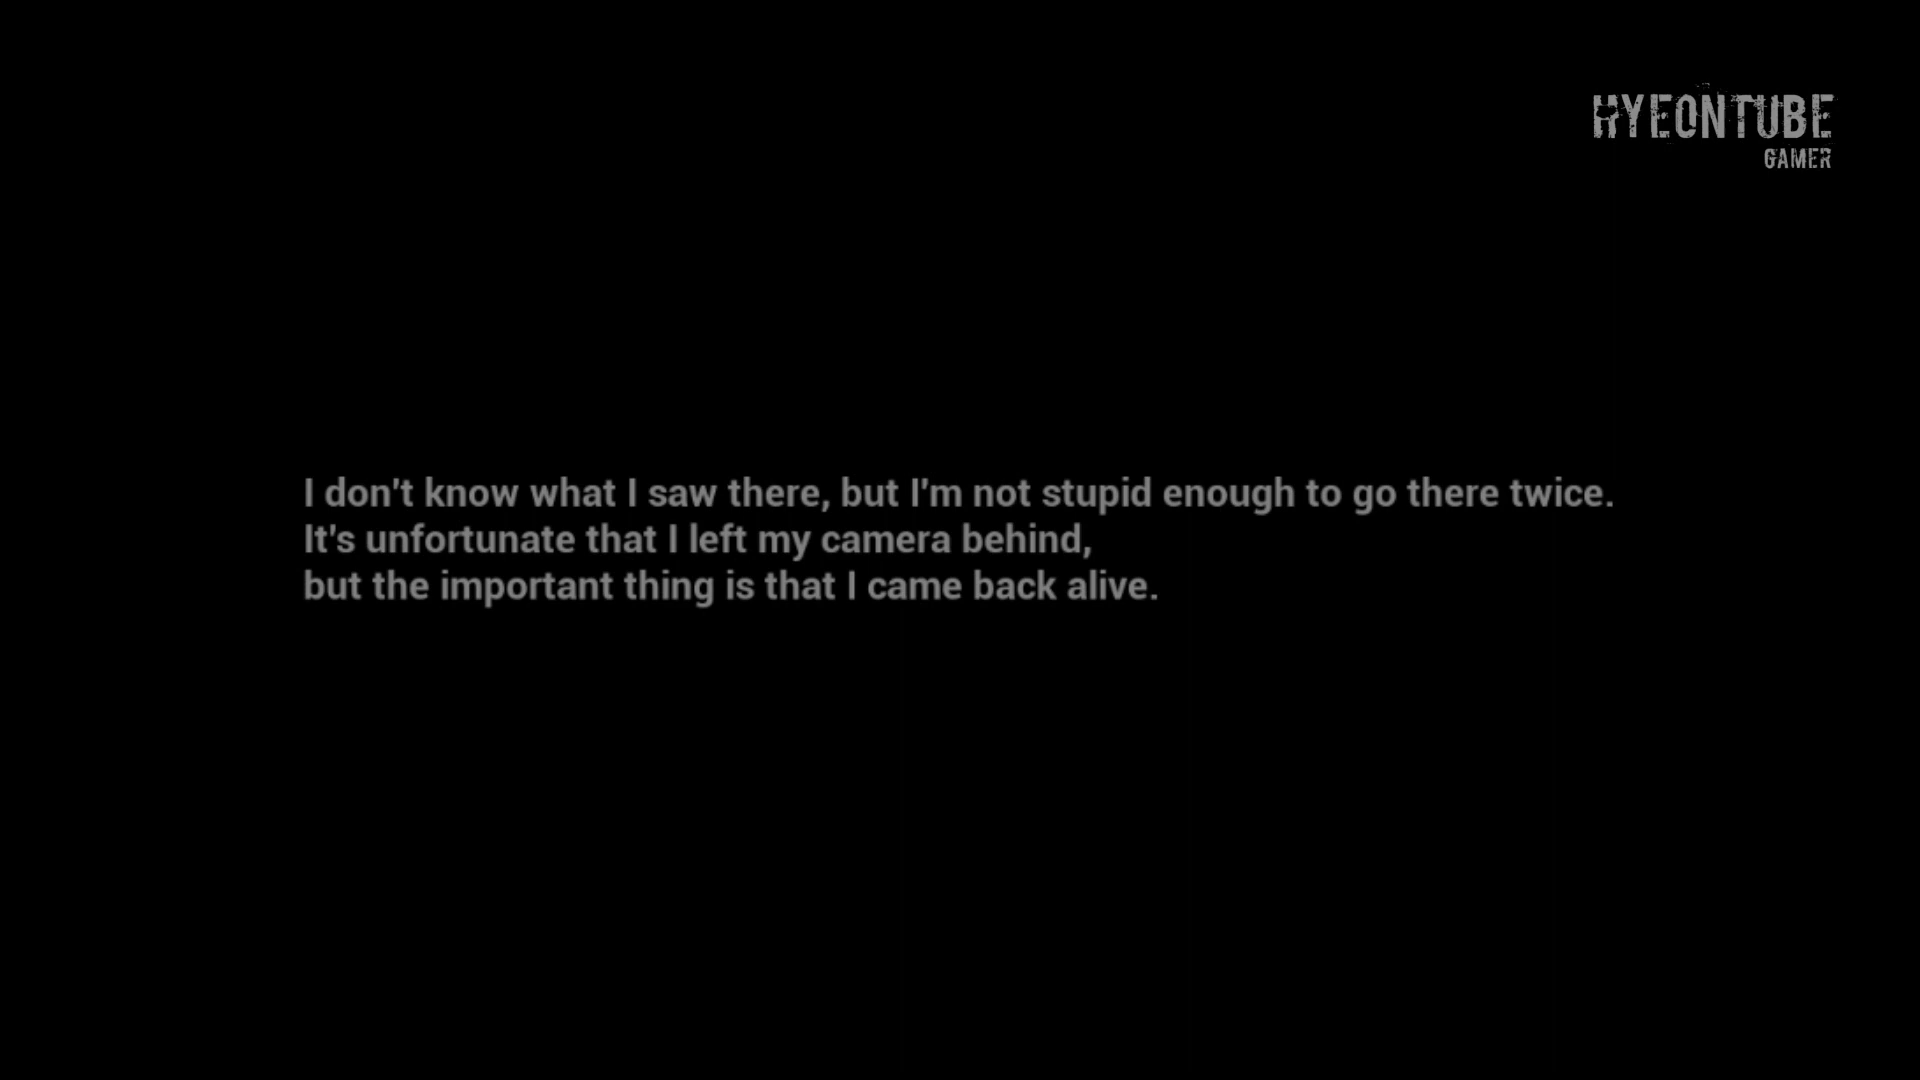 HYEONTUBE
GAMER
I don't know what I saw there, but I'm not stupid enough to go there twice.
It's unfortunate that I left my camera behind,
but the important thing is that I came back alive.